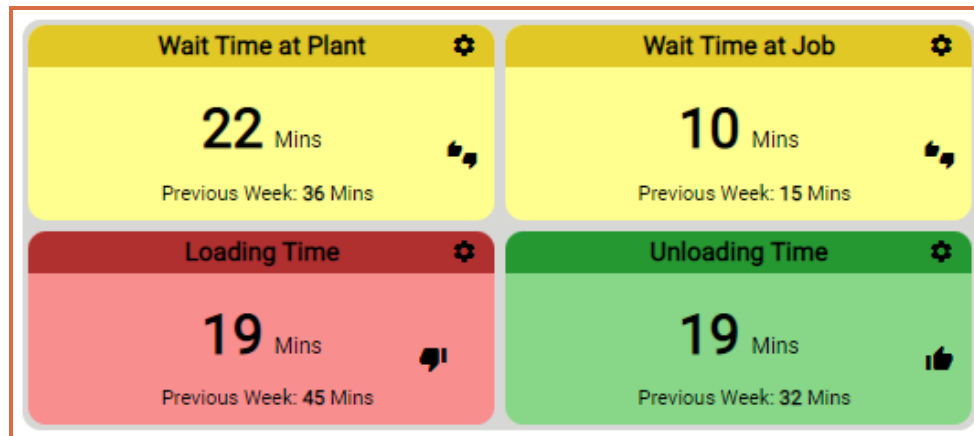 Wait Time at Plant
22 Mins
Previous Week: 36 Mins
Wait Time at Job
10 Mins
Previous Week: 15 Mins
Loading Time
19 Mins
Previous Week: 45 Mins
Unloading Time
19 Mins
Previous Week: 32 Mins